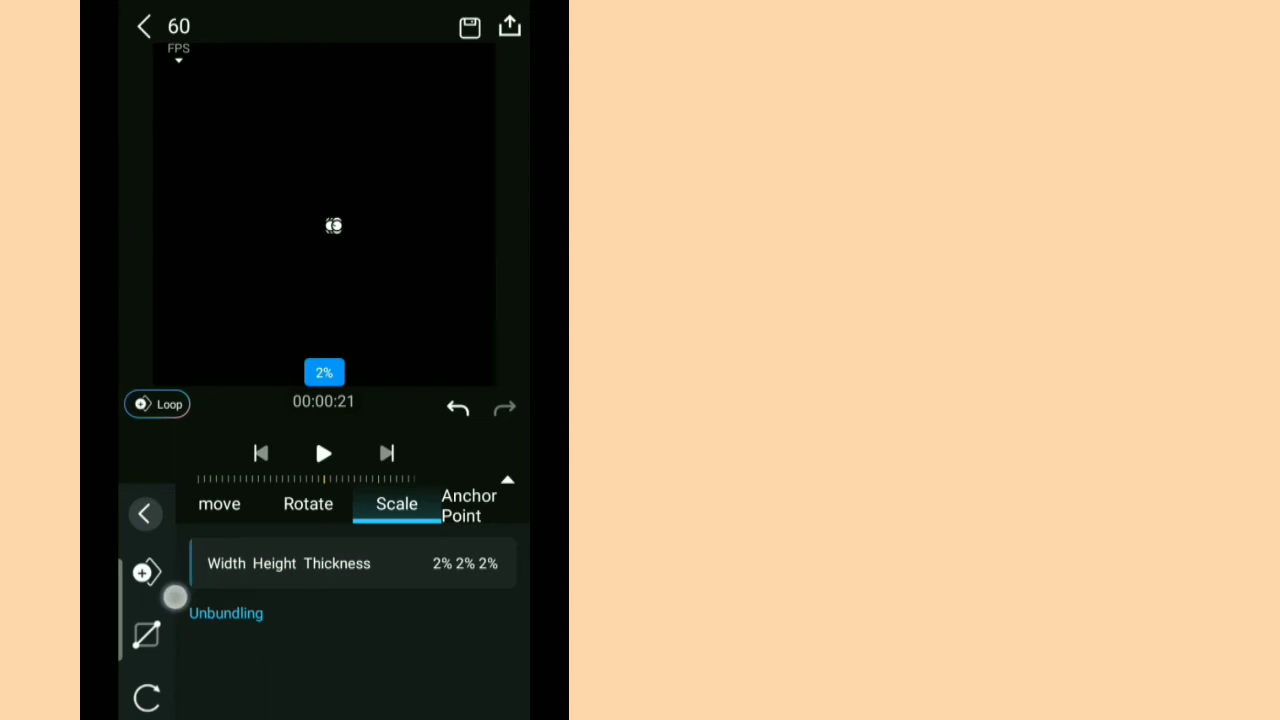 60
FPS
2%
Loop
00:00:21
move Rotate Scale Anchor Point
Width Height Thickness 2% 2% 2%
Unbundling